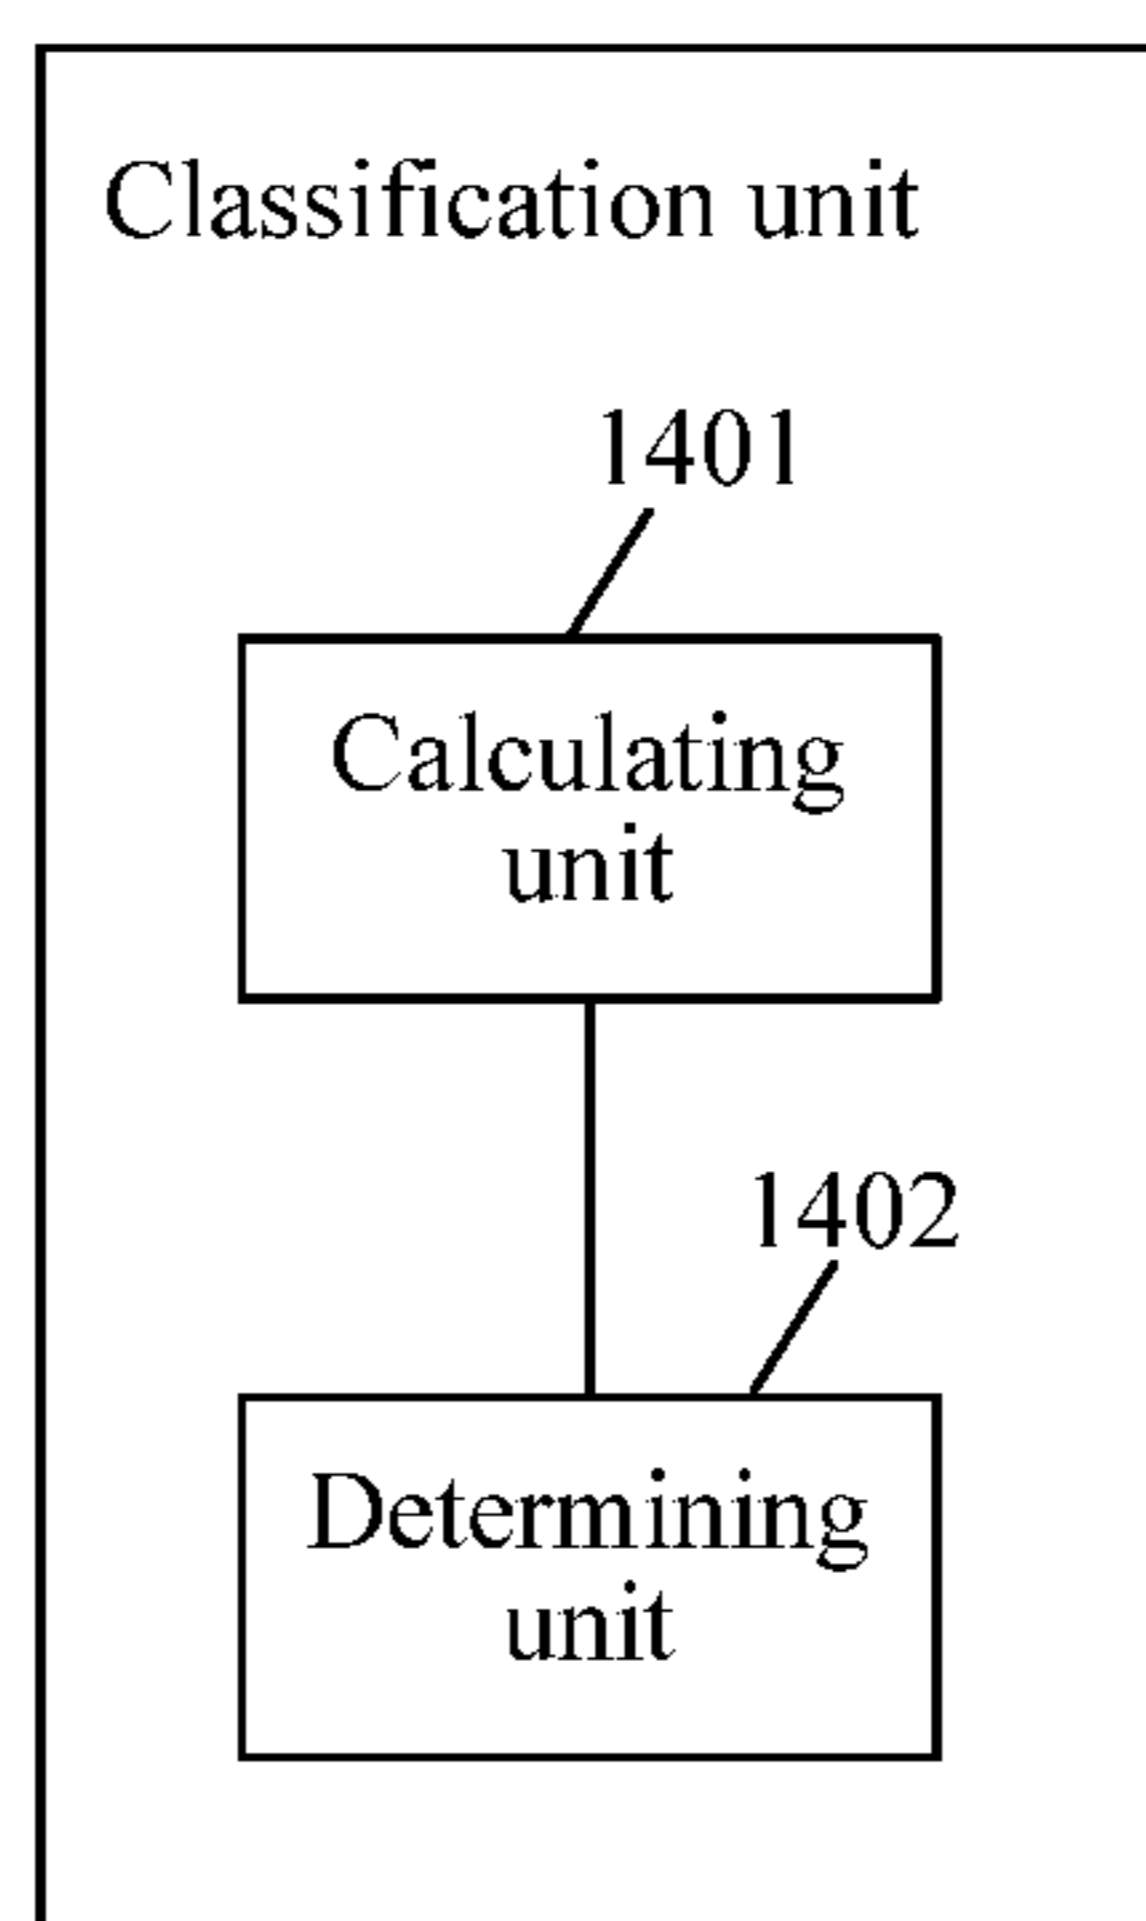 Classification unit
1401
Calculating
unit
1402
Determining
unit